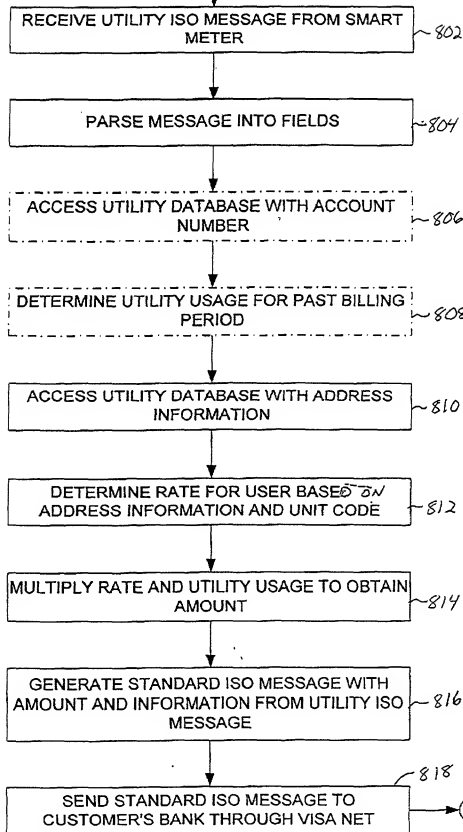 RECEIVE UTILITY ISO MESSAGE FROM SMART
METER
802
PARSE MESSAGE INTO FIELDS
804
ACCESS UTILITY DATABASE WITH ACCOUNT
NUMBER
806
DETERMINE UTILITY USAGE FOR PAST BILLING
PERIOD
808
ACCESS UTILITY DATABASE WITH ADDRESS
INFORMATION
810
DETERMINE RATE FOR USER BASED ON
ADDRESS INFORMATION AND UNIT CODE
812
MULTIPLY RATE AND UTILITY USAGE TO OBTAIN
AMOUNT
814
GENERATE STANDARD ISO MESSAGE WITH
AMOUNT AND INFORMATION FROM UTILITY ISO
MESSAGE
816
818
SEND STANDARD ISO MESSAGE TO
CUSTOMER'S BANK THROUGH VISA NET